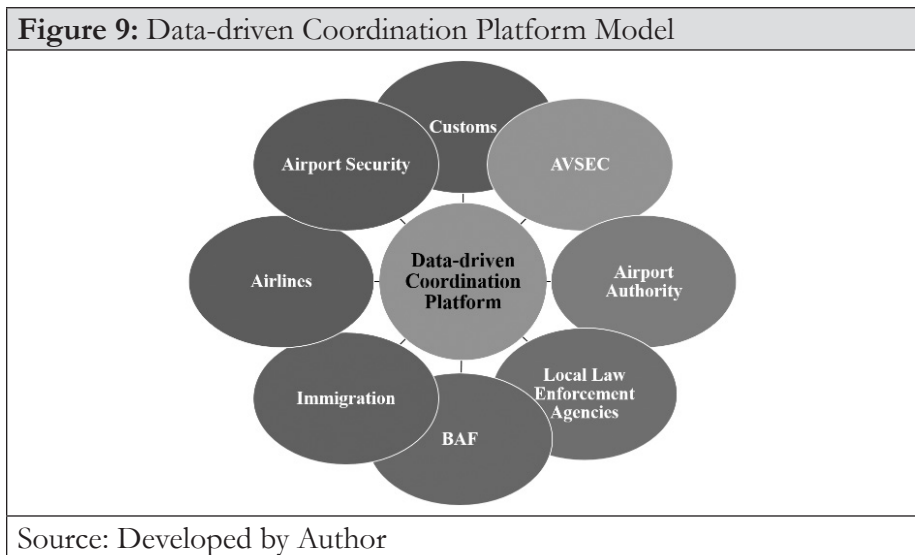 Figure 9: Data-driven Coordination Platform Model
Customs
AVSEC
Airport
Authority
Local Law
Enforcement
Agencies
BAF
Immigration
Airlines
Airport Security
Data-driven
Coordination
Platform
Source: Developed by Author